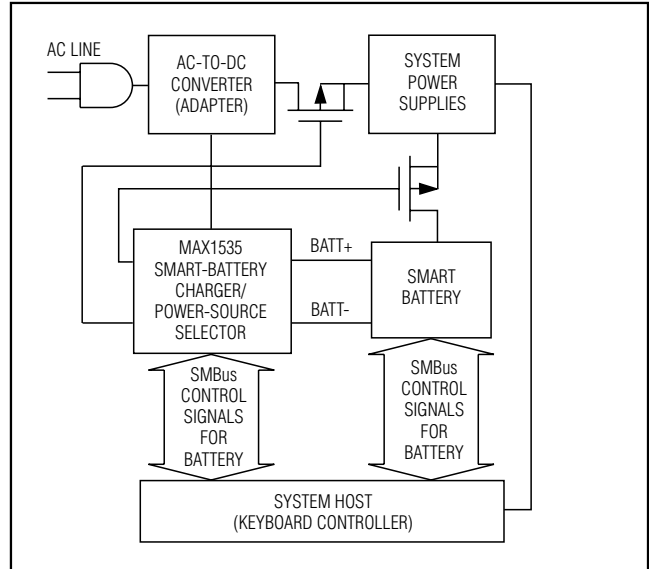 AC LINE
AC-TO-DC
CONVERTER
(ADAPTER)
SYSTEM
POWER
SUPPLIES
MAX1535
SMART-BATTERY
CHARGER/
POWER-SOURCE
SELECTOR
BATT+
BATT-
SMART
BATTERY
SMBus
CONTROL
SIGNALS
FOR
BATTERY
SMBus
CONTROL
SIGNALS
FOR
BATTERY
SYSTEM HOST
(KEYBOARD CONTROLLER)